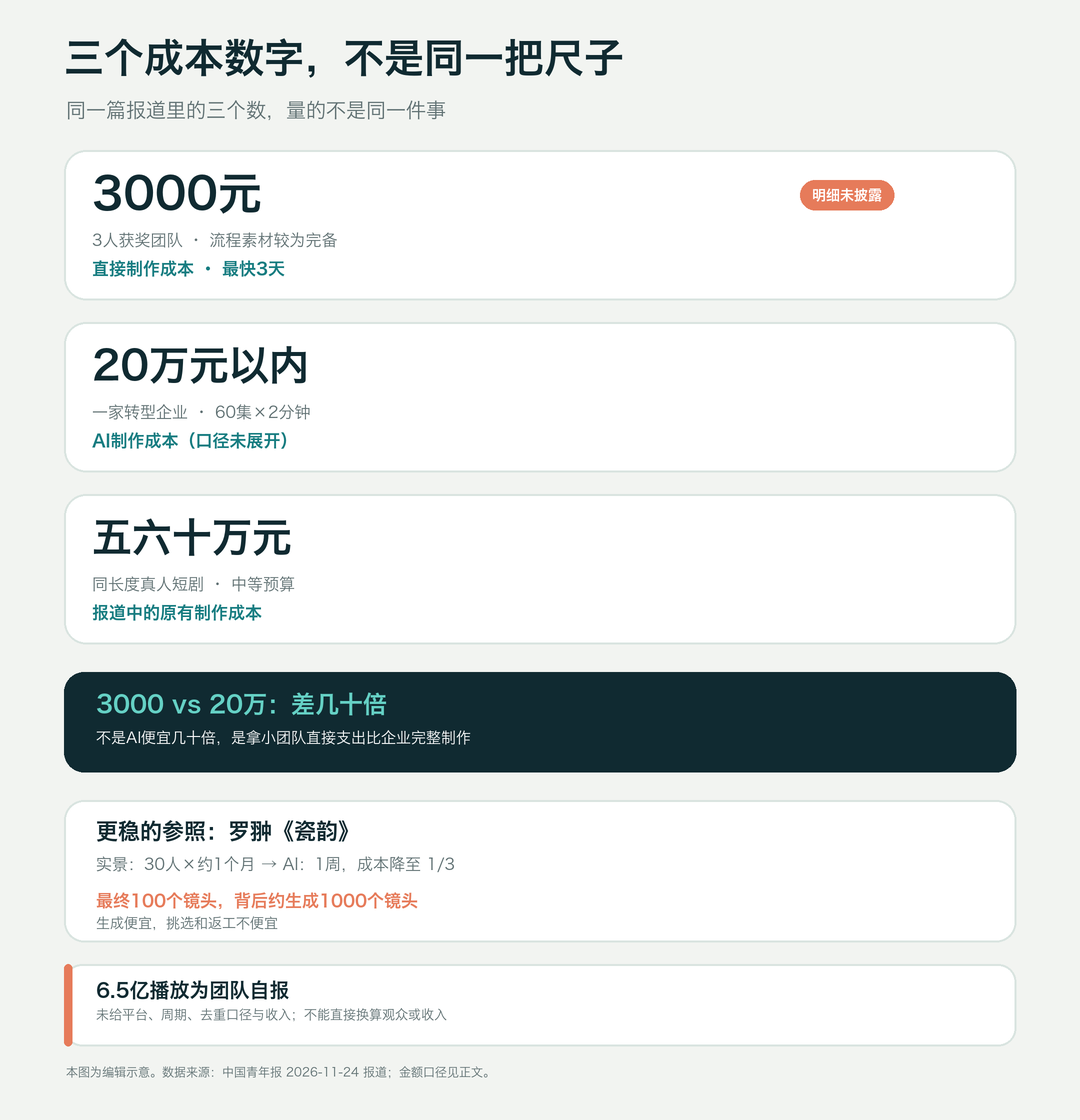 三个成本数字，不是同一把尺子
同一篇报道里的三个数，量的不是同一件事
3000元
明细未披露
3人获奖团队 · 流程素材较为完备
直接制作成本 · 最快3天
20万元以内
一家转型企业 · 60集×2分钟
AI制作成本（口径未展开）
五六十万元
同长度真人短剧 · 中等预算
报道中的原有制作成本
3000 vs 20万：差几十倍
不是AI便宜几十倍，是拿小团队直接支出比企业完整制作
更稳的参照：罗翀《瓷韵》
实景：30人×约1个月 → AI：1周，成本降至 1/3
最终100个镜头，背后约生成1000个镜头
生成便宜，挑选和返工不便宜
6.5亿播放为团队自报
未给平台、周期、去重口径与收入；不能直接换算观众或收入
本图为编辑示意。数据来源：中国青年报 2026-11-24 报道；金额口径见正文。